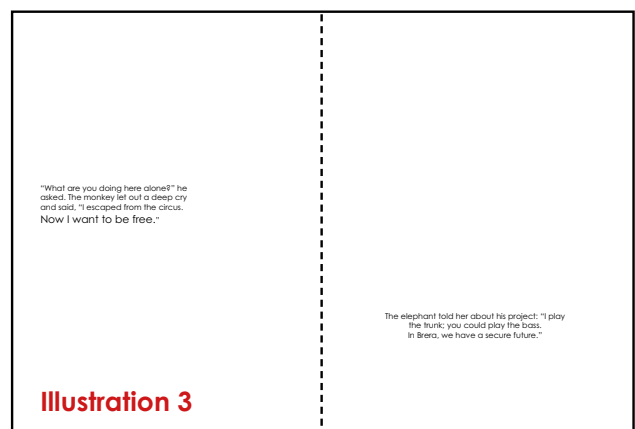 “What are you doing here alone?” he
asked. The monkey let out a deep cry
and said, “I escaped from the circus.
Now I want to be free.”
Illustration 3
The elephant told her about his project: “I play
the trunk; you could play the bass.
In Brera, we have a secure future.”